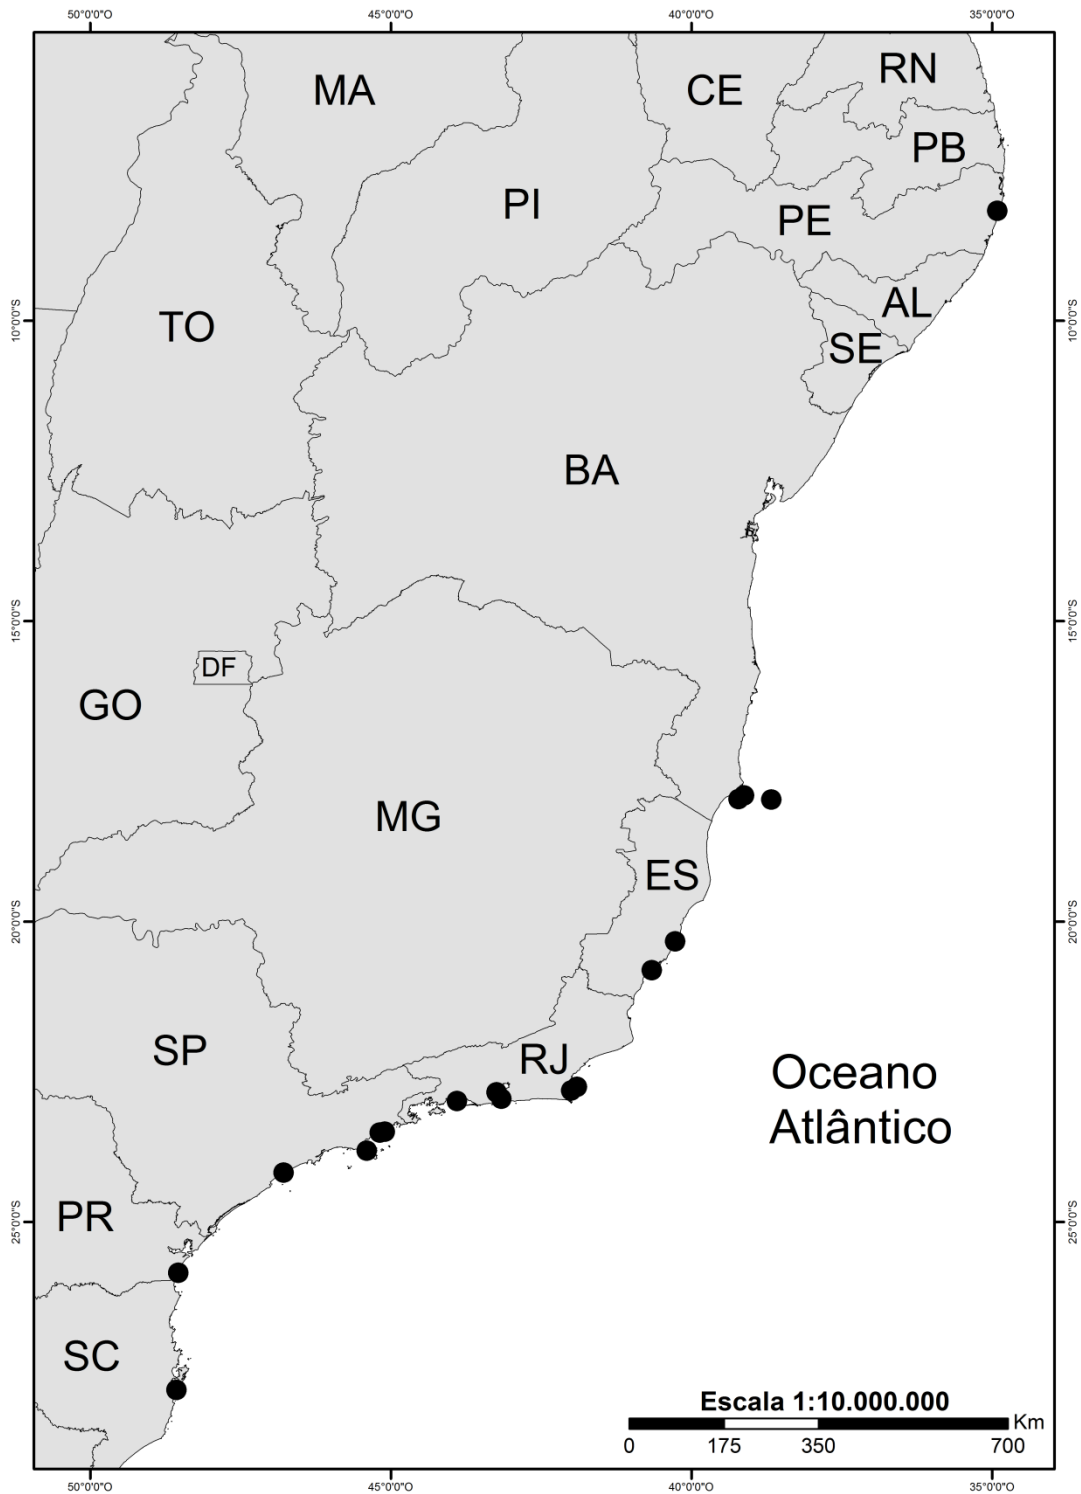 50°0'0"O
45°0'0"O
40°0'0"O
35°0'0"O
RN
MA
CE
PB
PI
PE
10°0'0"S
AL
10°0'0"S
TO
SE
BA
15°0'0"S
15°0'0"S
DF
GO
MG
ES
20°0'0"S
20°0'0"S
SP
RJ
Oceano
Atlântico
PR
25°0'0"S
25°0'0"S
SC
Escala 1:10.000.000
Km
0
175
350
700
50°0'0"O
45°0'0"O
40°0'0"O
35°0'0"O